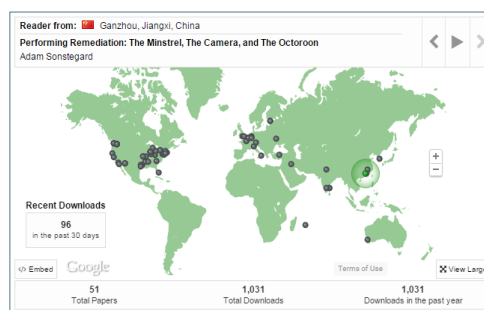 Reader from: Ganzhou, Jiangxi, China
Performing Remediation: The Minstrel, The Camera, and The Octoroon
Adam Sonstegard
+
−
Recent Downloads
96
in the past 30 days
</> Embed
Google
Terms of Use
View Large
51
Total Papers
1,031
Total Downloads
1,031
Downloads in the past year